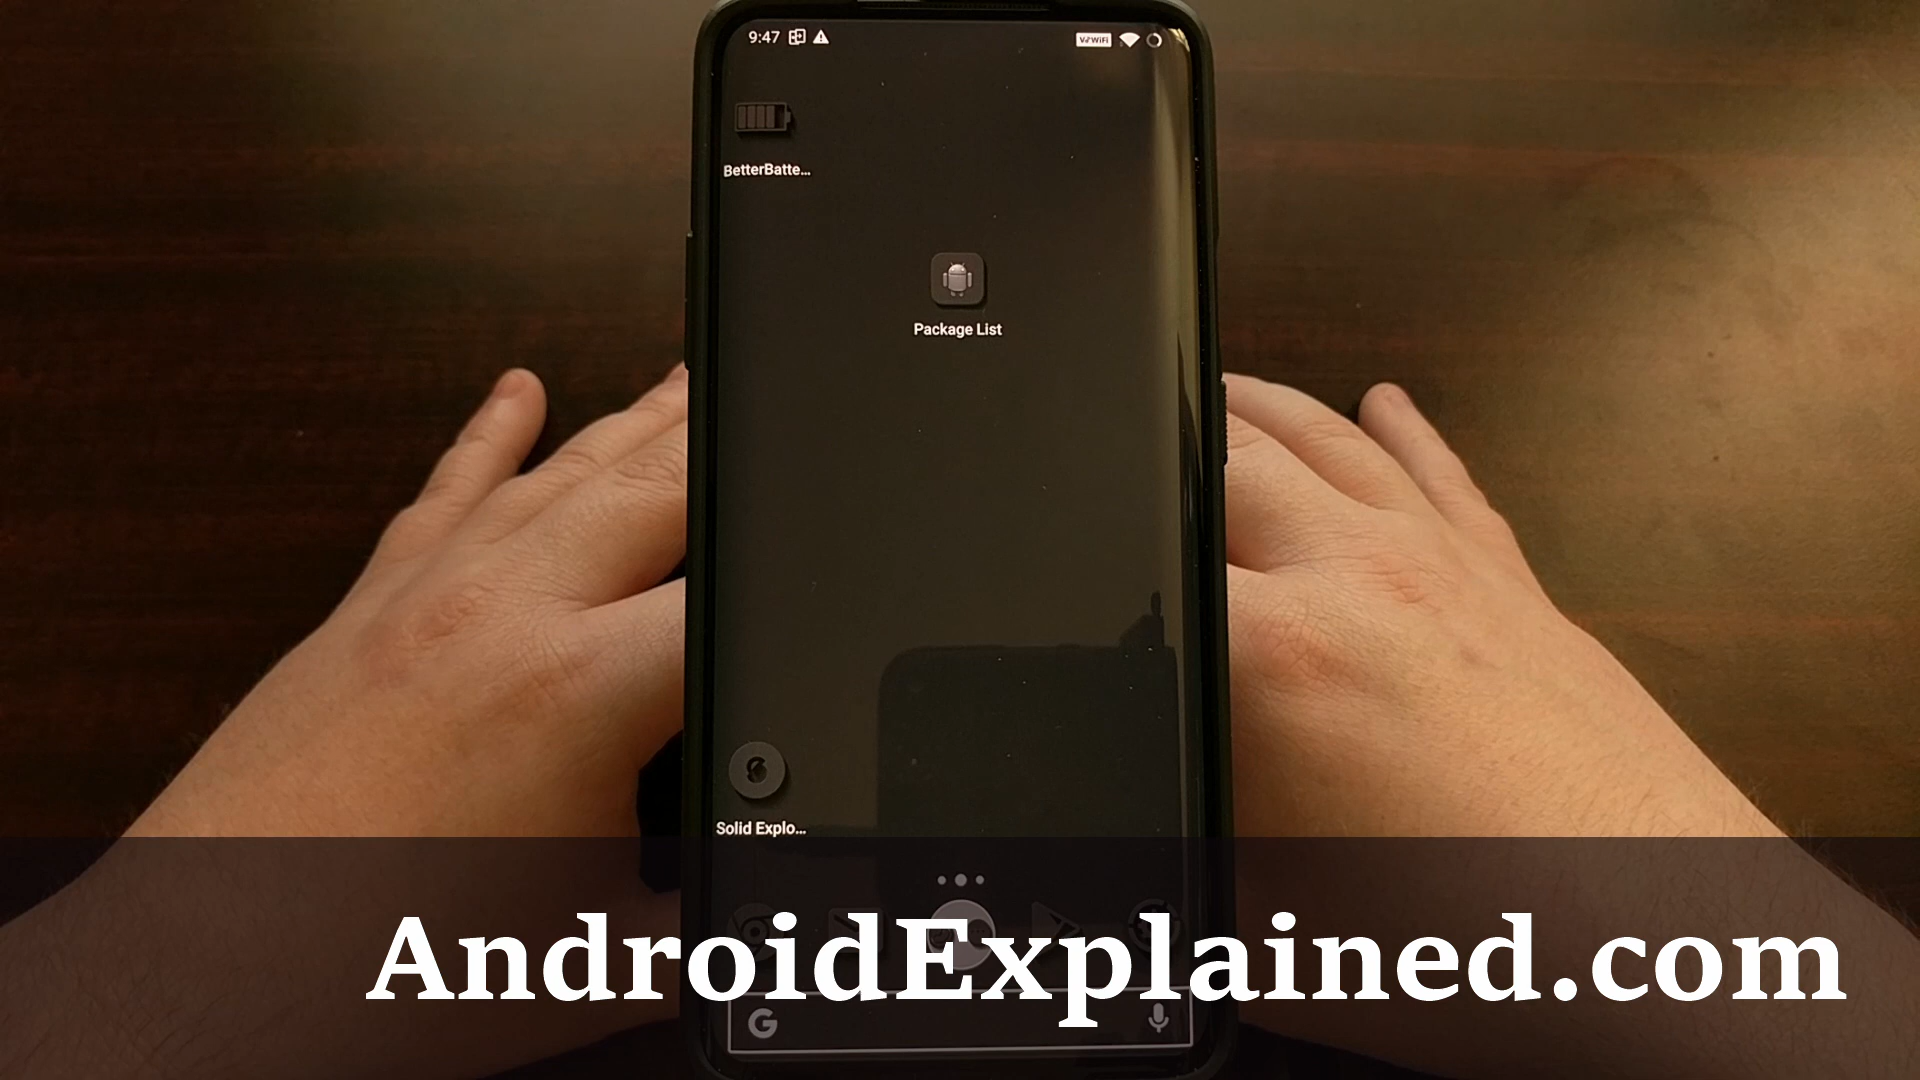 9:47
VoWiFi
BetterBatte...
Package List
Solid Explo...
AndroidExplained.com
G